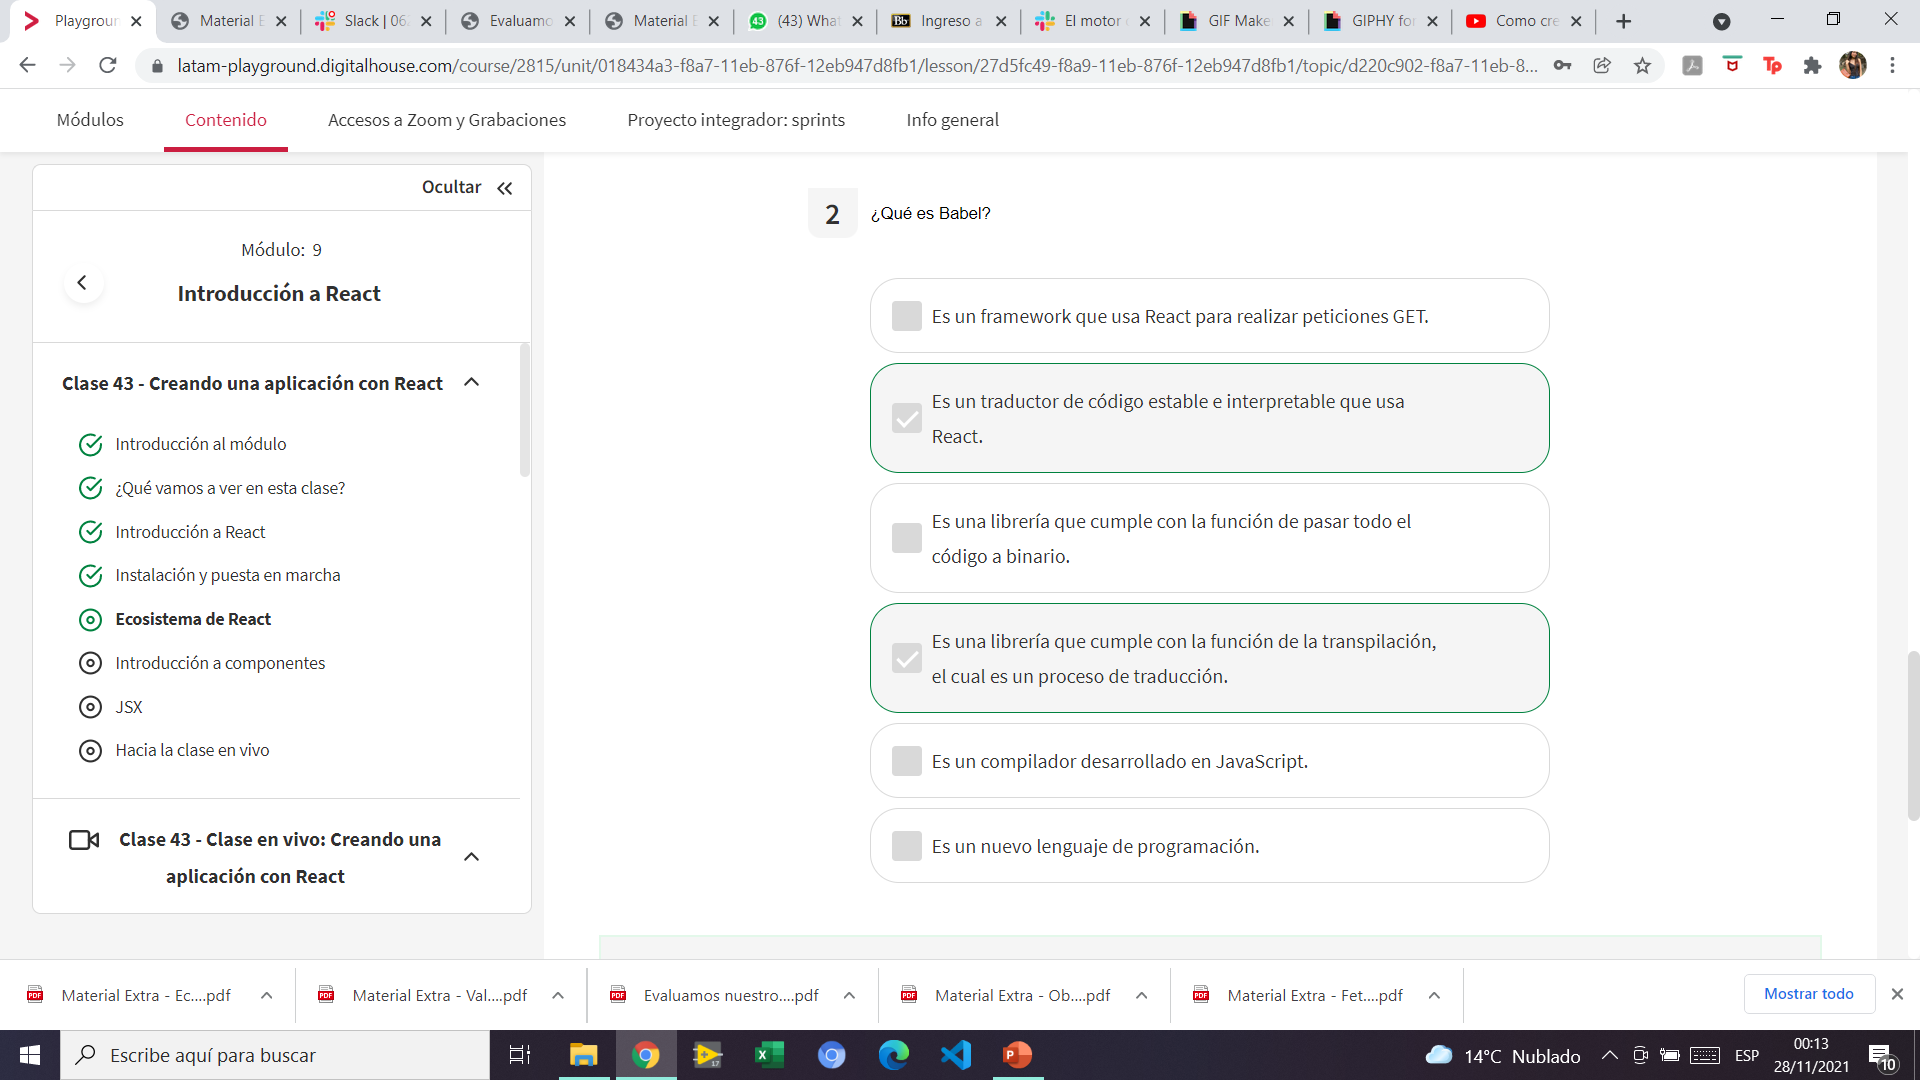 Playgroun
Material E
Slack | 062
Evaluamo
Material E
(43) What
Ingreso a
El motor
GIF Make
GIPHY for
Como cre
latam-playground.digitalhouse.com/course/2815/unit/018434a3-f8a7-11eb-876f-12eb947d8fb1/lesson/27d5fc49-f8a9-11eb-876f-12eb947d8fb1/topic/d220c902-f8a7-11eb-8...
Módulos
Contenido
Accesos a Zoom y Grabaciones
Proyecto integrador: sprints
Info general
Ocultar
Módulo: 9
Introducción a React
Clase 43 - Creando una aplicación con React
Introducción al módulo
¿Qué vamos a ver en esta clase?
Introducción a React
Instalación y puesta en marcha
Ecosistema de React
Introducción a componentes
JSX
Hacia la clase en vivo
Clase 43 - Clase en vivo: Creando una
aplicación con React
2 ¿Qué es Babel?
Es un framework que usa React para realizar peticiones GET.
Es un traductor de código estable e interpretable que usa
React.
Es una librería que cumple con la función de pasar todo el
código a binario.
Es una librería que cumple con la función de la transpilación,
el cual es un proceso de traducción.
Es un compilador desarrollado en JavaScript.
Es un nuevo lenguaje de programación.
Material Extra - Ec....pdf
Material Extra - Val....pdf
Evaluamos nuestro....pdf
Material Extra - Ob....pdf
Material Extra - Fet....pdf
Mostrar todo
Escribe aquí para buscar
14°C Nublado
ESP
00:13
28/11/2021
10